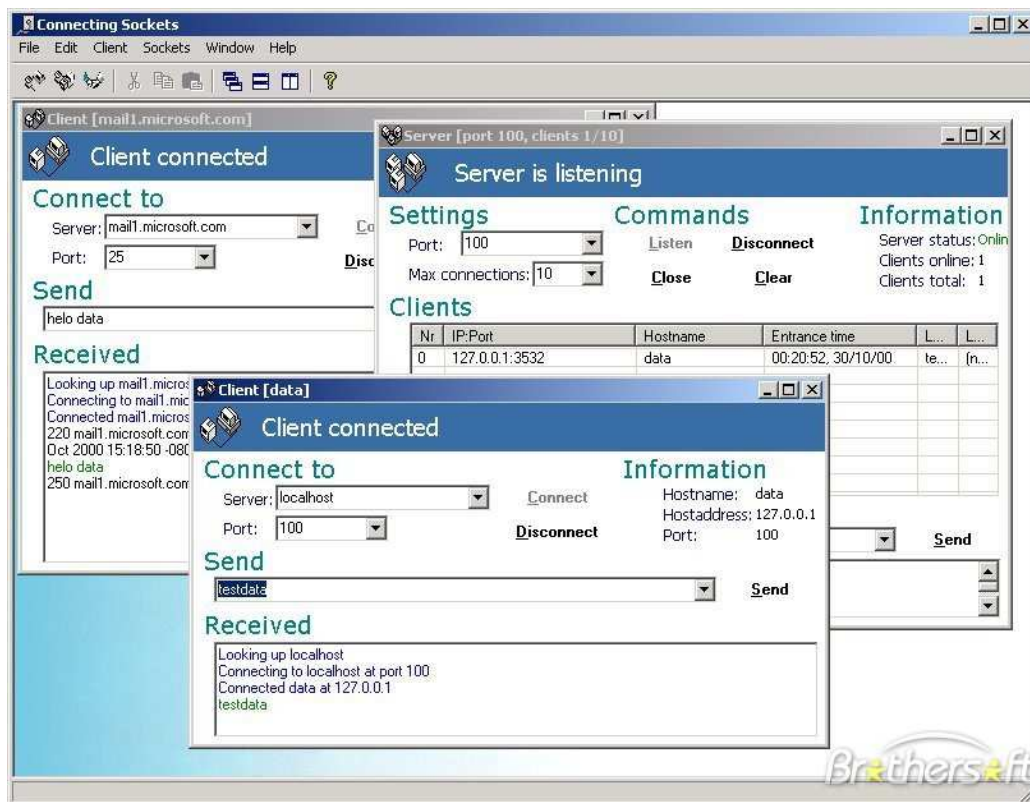 Connecting Sockets
File Edit Client Sockets Window Help
Client [mail1.microsoft.com]
Client connected
Connect to
Server: mail1.microsoft.com
Port: 25
Send
helo data
Received
Looking up mail1.micros
Connecting to mail1.mic
Connected mail1.micros
220 mail1.microsoft.com
Oct 2000 15:18:50 -080
helo data
250 mail1.microsoft.com
Server [port 100, clients 1/10]
Server is listening
Settings
Port: 100
Max connections: 10
Commands
Listen Disconnect
Close Clear
Information
Server status: Onlin
Clients online: 1
Clients total: 1
Clients
Nr IP:Port Hostname Entrance time L... L...
0 127.0.0.1:3532 data 00:20:52, 30/10/00 te... (n...
Send
Client [data]
Client connected
Connect to
Server: localhost
Port: 100
Connect
Disconnect
Information
Hostname: data
Hostaddress: 127.0.0.1
Port: 100
Send
testdata
Send
Received
Looking up localhost
Connecting to localhost at port 100
Connected data at 127.0.0.1
testdata
Brothersoft